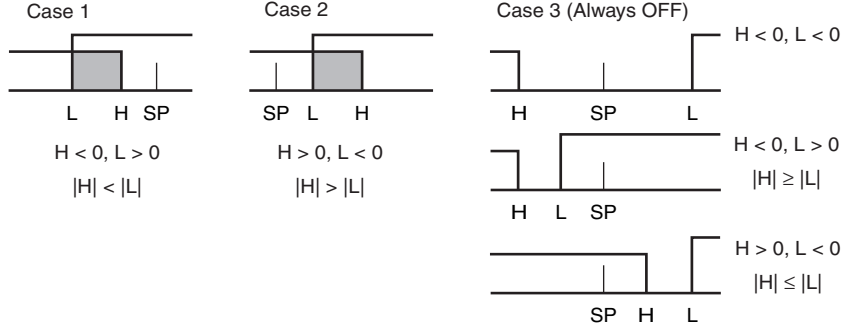 Case 1
L H SP
H < 0, L > 0
|H| < |L|
Case 2
SP L H
H > 0, L < 0
|H| > |L|
Case 3 (Always OFF)
H SP L
H < 0, L < 0
H L SP
H < 0, L > 0
|H| ≥ |L|
SP H L
H > 0, L < 0
|H| ≤ |L|